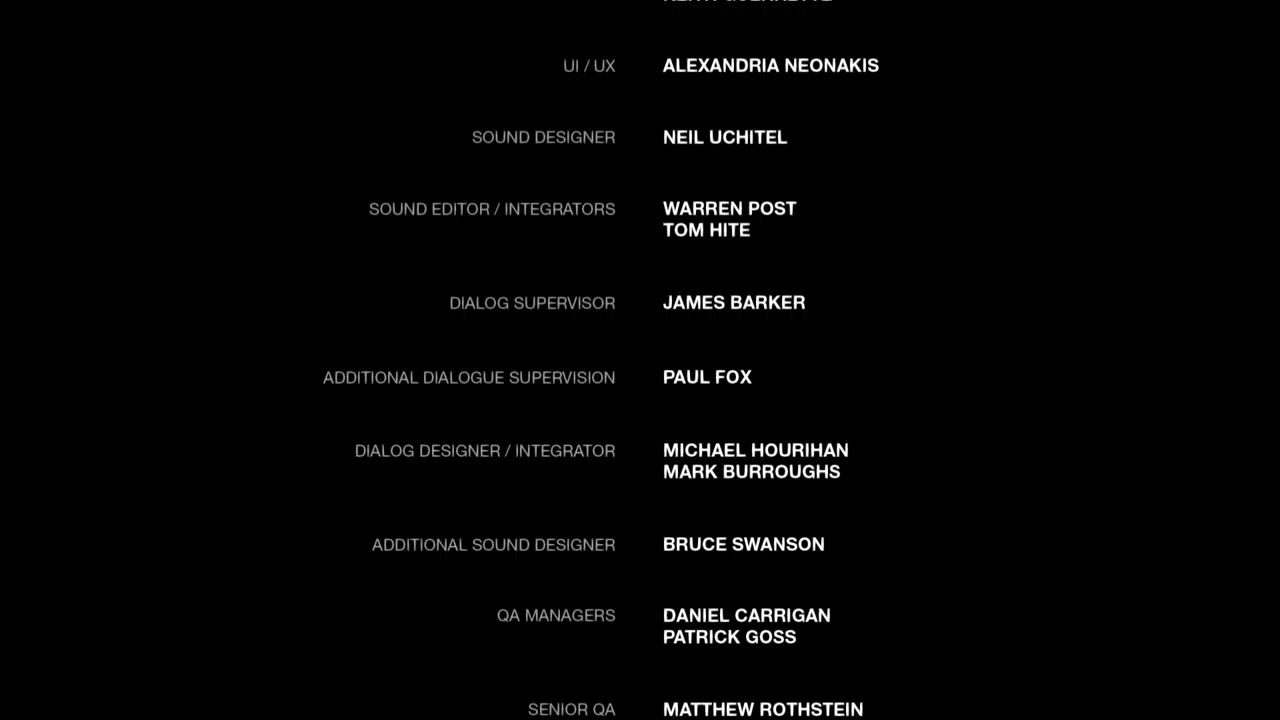 UI / UX ALEXANDRIA NEONAKIS
SOUND DESIGNER NEIL UCHITEL
SOUND EDITOR / INTEGRATORS WARREN POST
TOM HITE
DIALOG SUPERVISOR JAMES BARKER
ADDITIONAL DIALOGUE SUPERVISION PAUL FOX
DIALOG DESIGNER / INTEGRATOR MICHAEL HOURIHAN
MARK BURROUGHS
ADDITIONAL SOUND DESIGNER BRUCE SWANSON
QA MANAGERS DANIEL CARRIGAN
PATRICK GOSS
SENIOR QA MATTHEW ROTHSTEIN